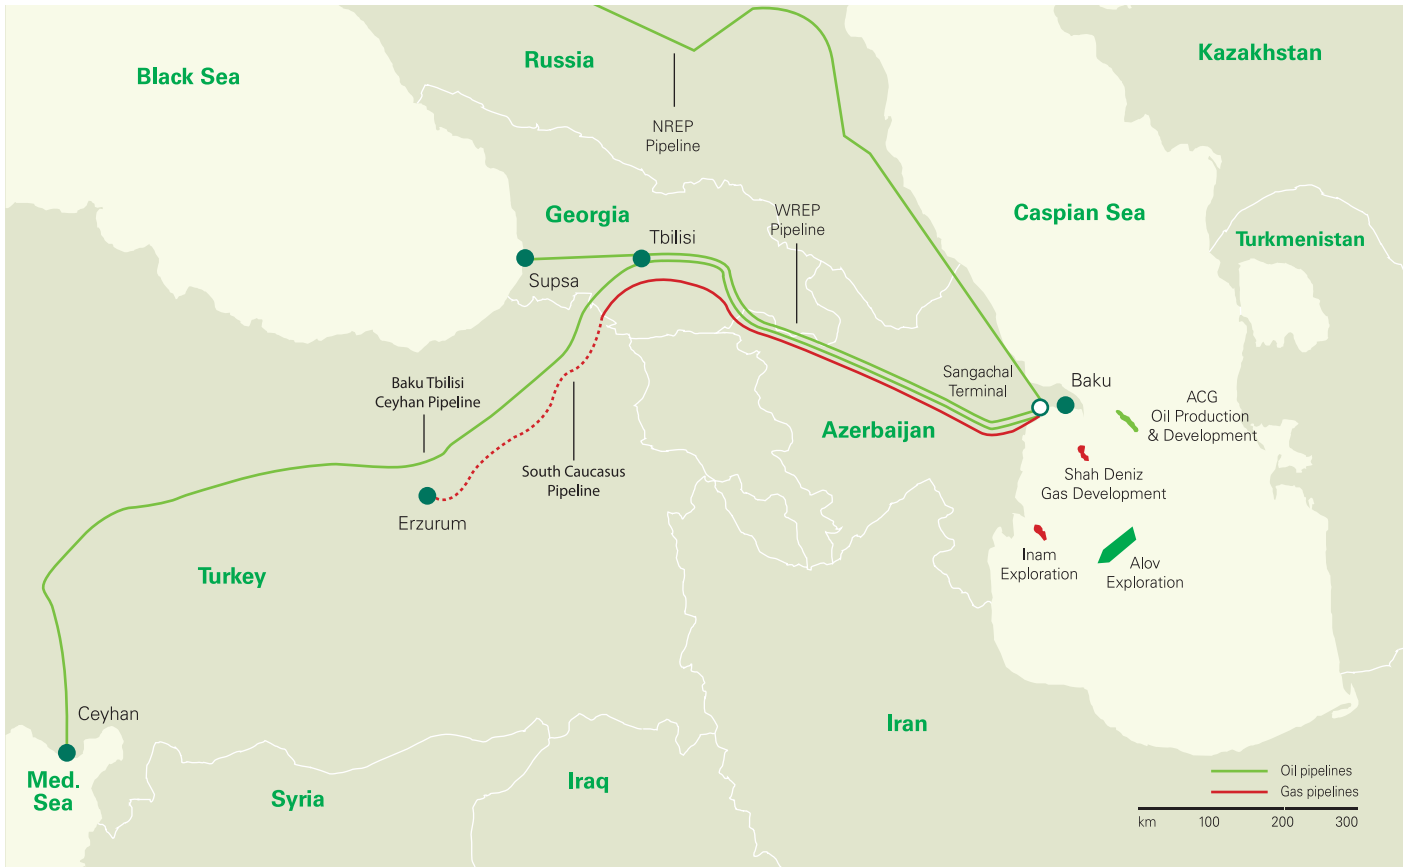 Black Sea
Russia
Kazakhstan
NREP
Pipeline
Georgia
WREP
Pipeline
Caspian Sea
Turkmenistan
Tbilisi
Supsa
Baku Tbilisi
Ceyhan Pipeline
Sangachal
Terminal
Baku
ACG
Oil Production
& Development
Azerbaijan
South Caucasus
Pipeline
Shah Deniz
Gas Development
Erzurum
Inam
Exploration
Alov
Exploration
Turkey
Ceyhan
Iran
Med.
Sea
Syria
Iraq
Oil pipelines
Gas pipelines
km 100 200 300